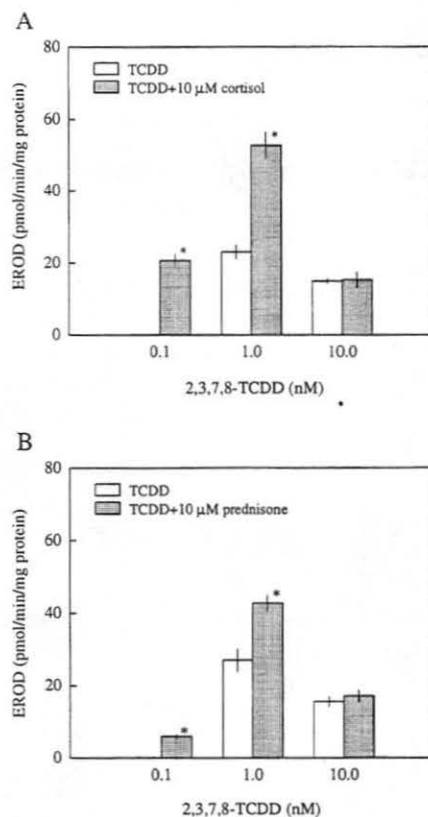 A
80
60
40
20
0
EROD (pmol/min/mg protein)
TCDD
TCDD+10 μM cortisol
*
*
0.1 1.0 10.0
2,3,7,8-TCDD (nM)
B
80
60
40
20
0
EROD (pmol/min/mg protein)
TCDD
TCDD+10 μM prednisone
*
*
0.1 1.0 10.0
2,3,7,8-TCDD (nM)